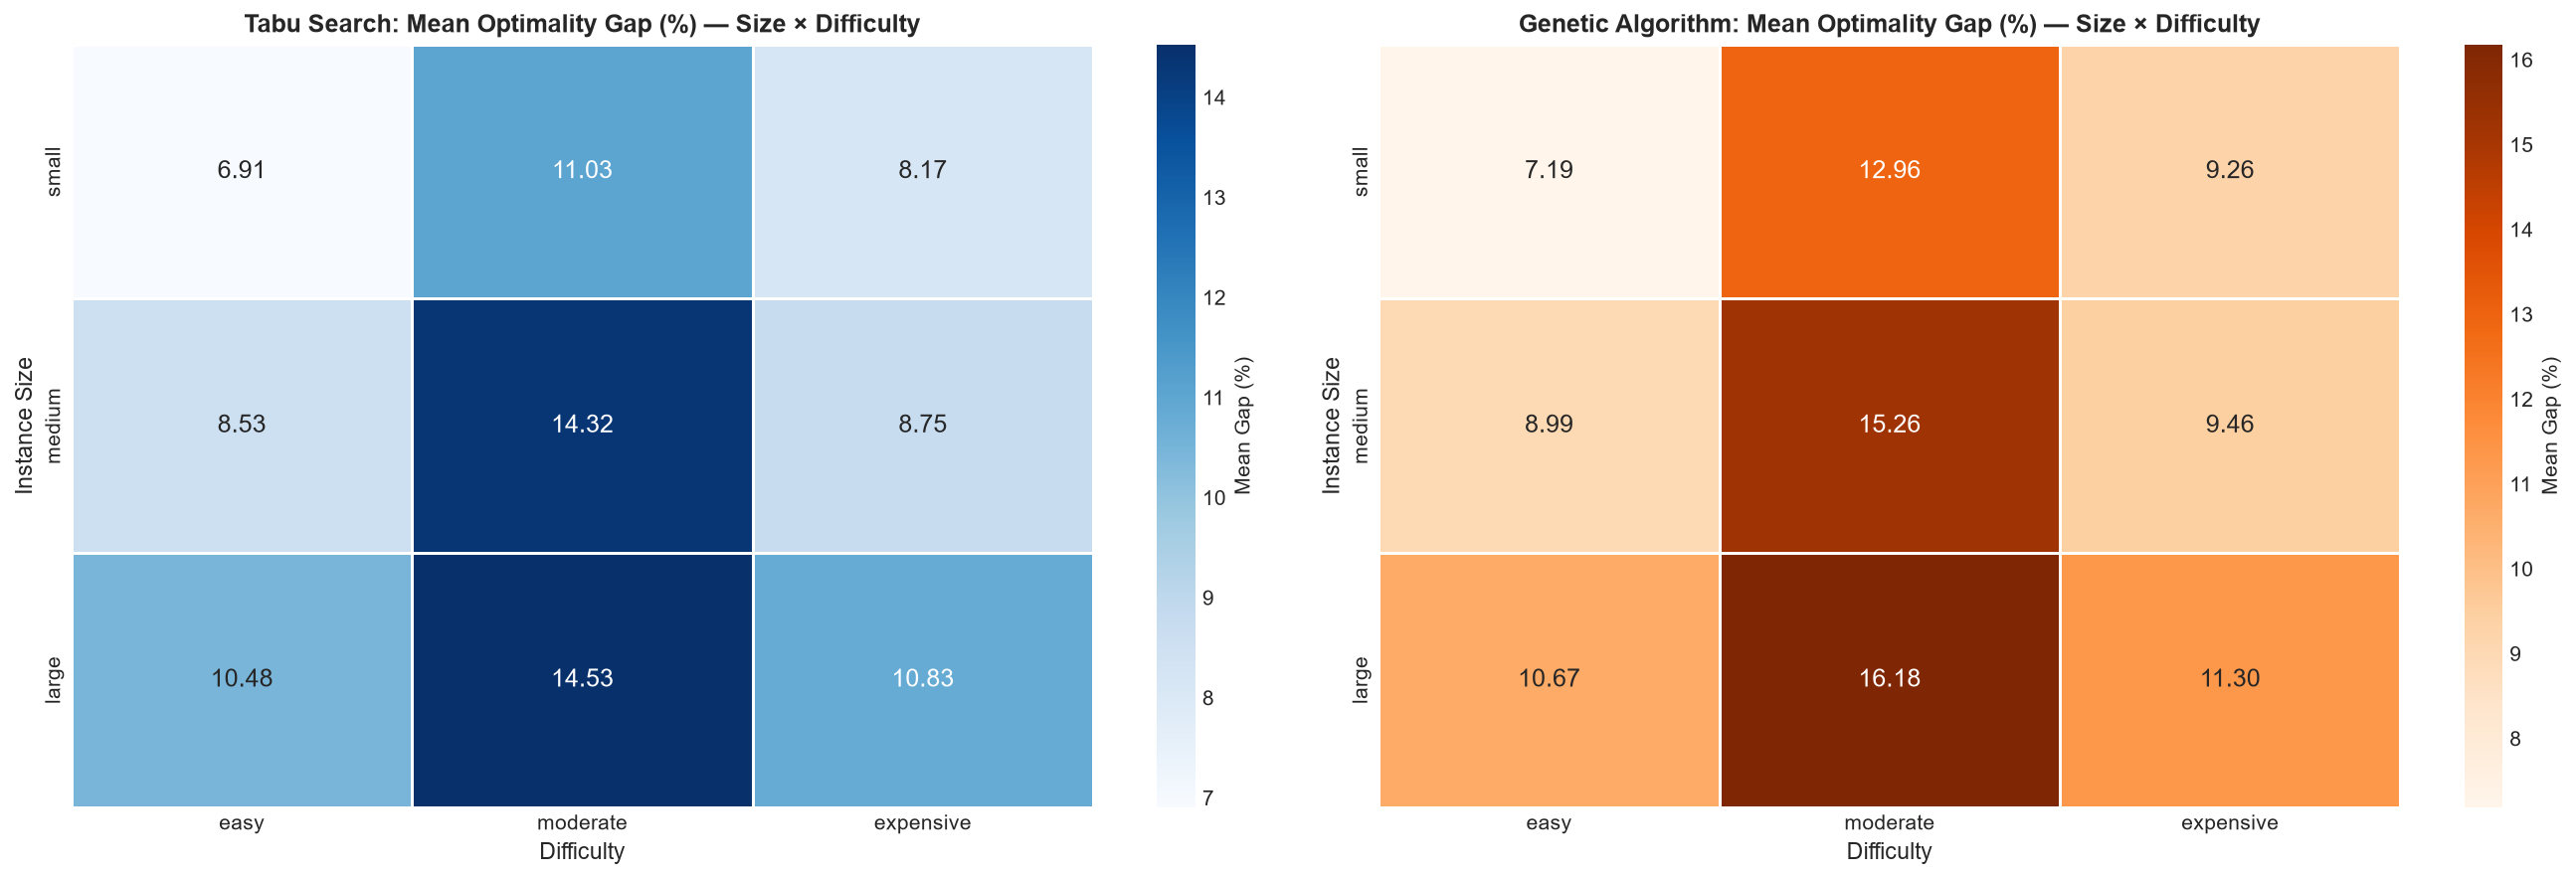 Tabu Search: Mean Optimality Gap (%) — Size × Difficulty
Instance Size
small
medium
large
6.91
11.03
8.17
8.53
14.32
8.75
10.48
14.53
10.83
easy
moderate
expensive
Difficulty
14
13
12
11
10
9
8
7
Mean Gap (%)
Genetic Algorithm: Mean Optimality Gap (%) — Size × Difficulty
Instance Size
small
medium
large
7.19
12.96
9.26
8.99
15.26
9.46
10.67
16.18
11.30
easy
moderate
expensive
Difficulty
16
15
14
13
12
11
10
9
8
Mean Gap (%)